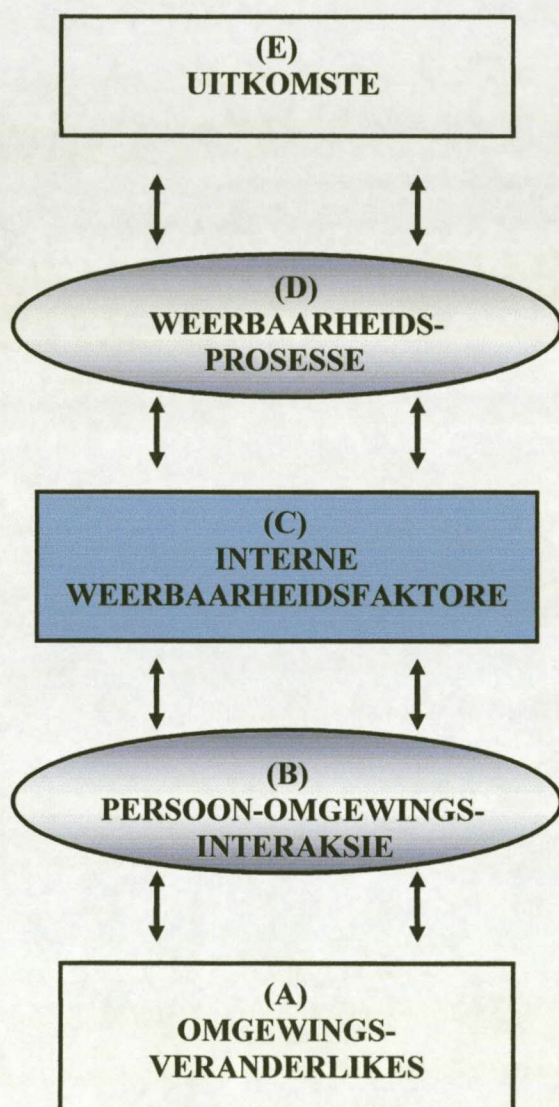 (E)
UITKOMSTE
(D)
WEERBAARHEIDS-
PROSESSE
(C)
INTERNE
WEERBAARHEIDSFAKTORE
(B)
PERSOON-OMGEWINGS-
INTERAKSIE
(A)
OMGEWINGS-
VERANDERLIKES